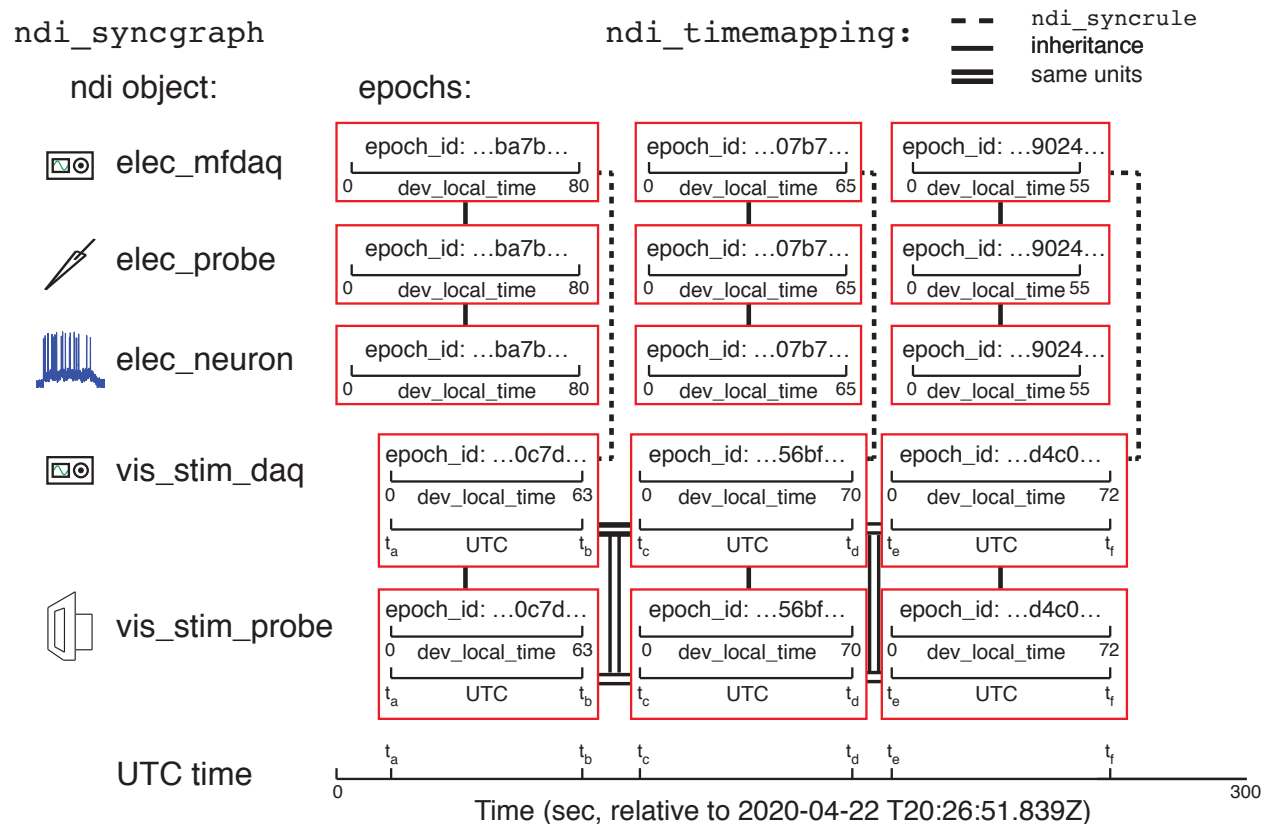 ndi_syncgraph
ndi_timemapping:
ndi_syncrule
inheritance
same units
ndi object:
epochs:
elec_mfdaq
epoch_id: …ba7b…
0 dev_local_time 80
epoch_id: …07b7…
0 dev_local_time 65
epoch_id: …9024…
0 dev_local_time 55
elec_probe
epoch_id: …ba7b…
0 dev_local_time 80
epoch_id: …07b7…
0 dev_local_time 65
epoch_id: …9024…
0 dev_local_time 55
elec_neuron
epoch_id: …ba7b…
0 dev_local_time 80
epoch_id: …07b7…
0 dev_local_time 65
epoch_id: …9024…
0 dev_local_time 55
vis_stim_daq
epoch_id: …0c7d…
0 dev_local_time 63
ta UTC tb
epoch_id: …56bf…
0 dev_local_time 70
tc UTC td
epoch_id: …d4c0…
0 dev_local_time 72
te UTC tf
vis_stim_probe
epoch_id: …0c7d…
0 dev_local_time 63
ta UTC tb
epoch_id: …56bf…
0 dev_local_time 70
tc UTC td
epoch_id: …d4c0…
0 dev_local_time 72
te UTC tf
ta tb tc td te tf
UTC time
0 300
Time (sec, relative to 2020-04-22 T20:26:51.839Z)